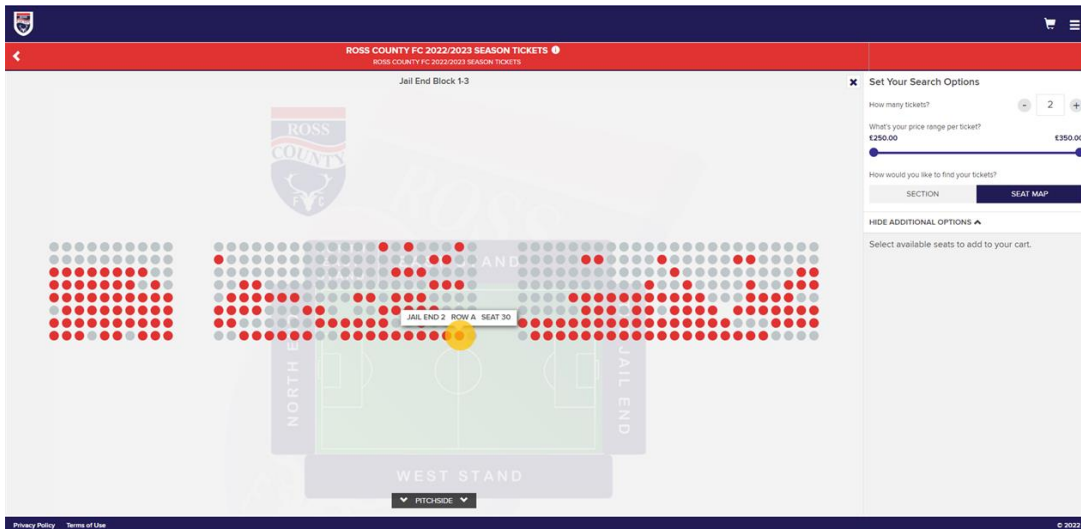 ROSS COUNTY FC 2022/2023 SEASON TICKETS
ROSS COUNTY FC 2022/2023 SEASON TICKETS
Jail End Block 1-3
Set Your Search Options
How many tickets?
- 2 +
What's your price range per ticket?
£250.00 £350.00
How would you like to find your tickets?
SECTION SEAT MAP
HIDE ADDITIONAL OPTIONS
Select available seats to add to your cart.
ROSS
COUNTY
F C
STAND
JAIL END 2 ROW A SEAT 30
NORTH E
JAIL END
WEST STAND
PITCHSIDE
Privacy Policy Terms of Use © 2022